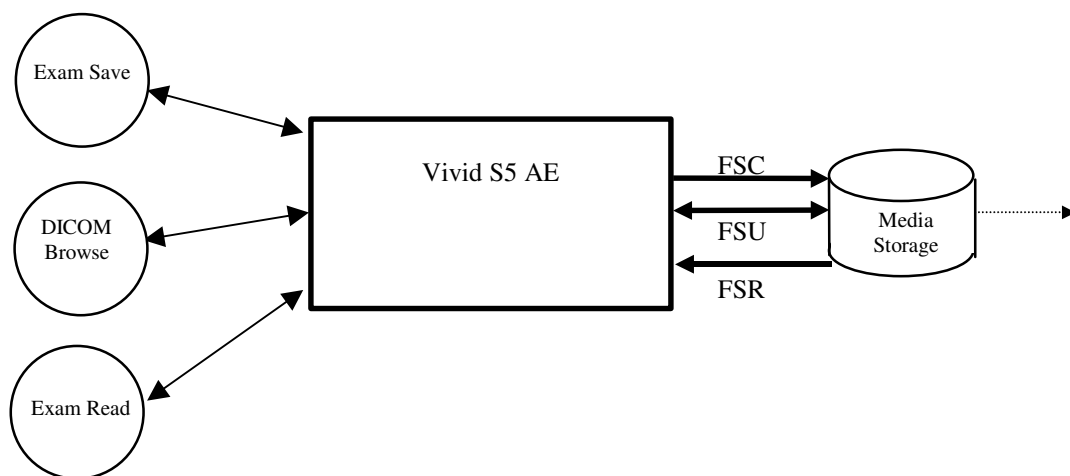 Exam Save
DICOM
Browse
Exam Read
Vivid S5 AE
FSC
FSU
FSR
Media
Storage